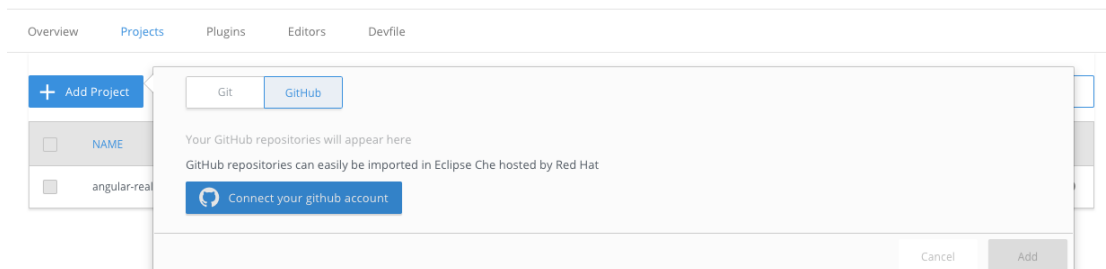 Overview Projects Plugins Editors Devfile
Add Project
Git GitHub
Your GitHub repositories will appear here
NAME
GitHub repositories can easily be imported in Eclipse Che hosted by Red Hat
angular-real
Connect your github account
Cancel Add